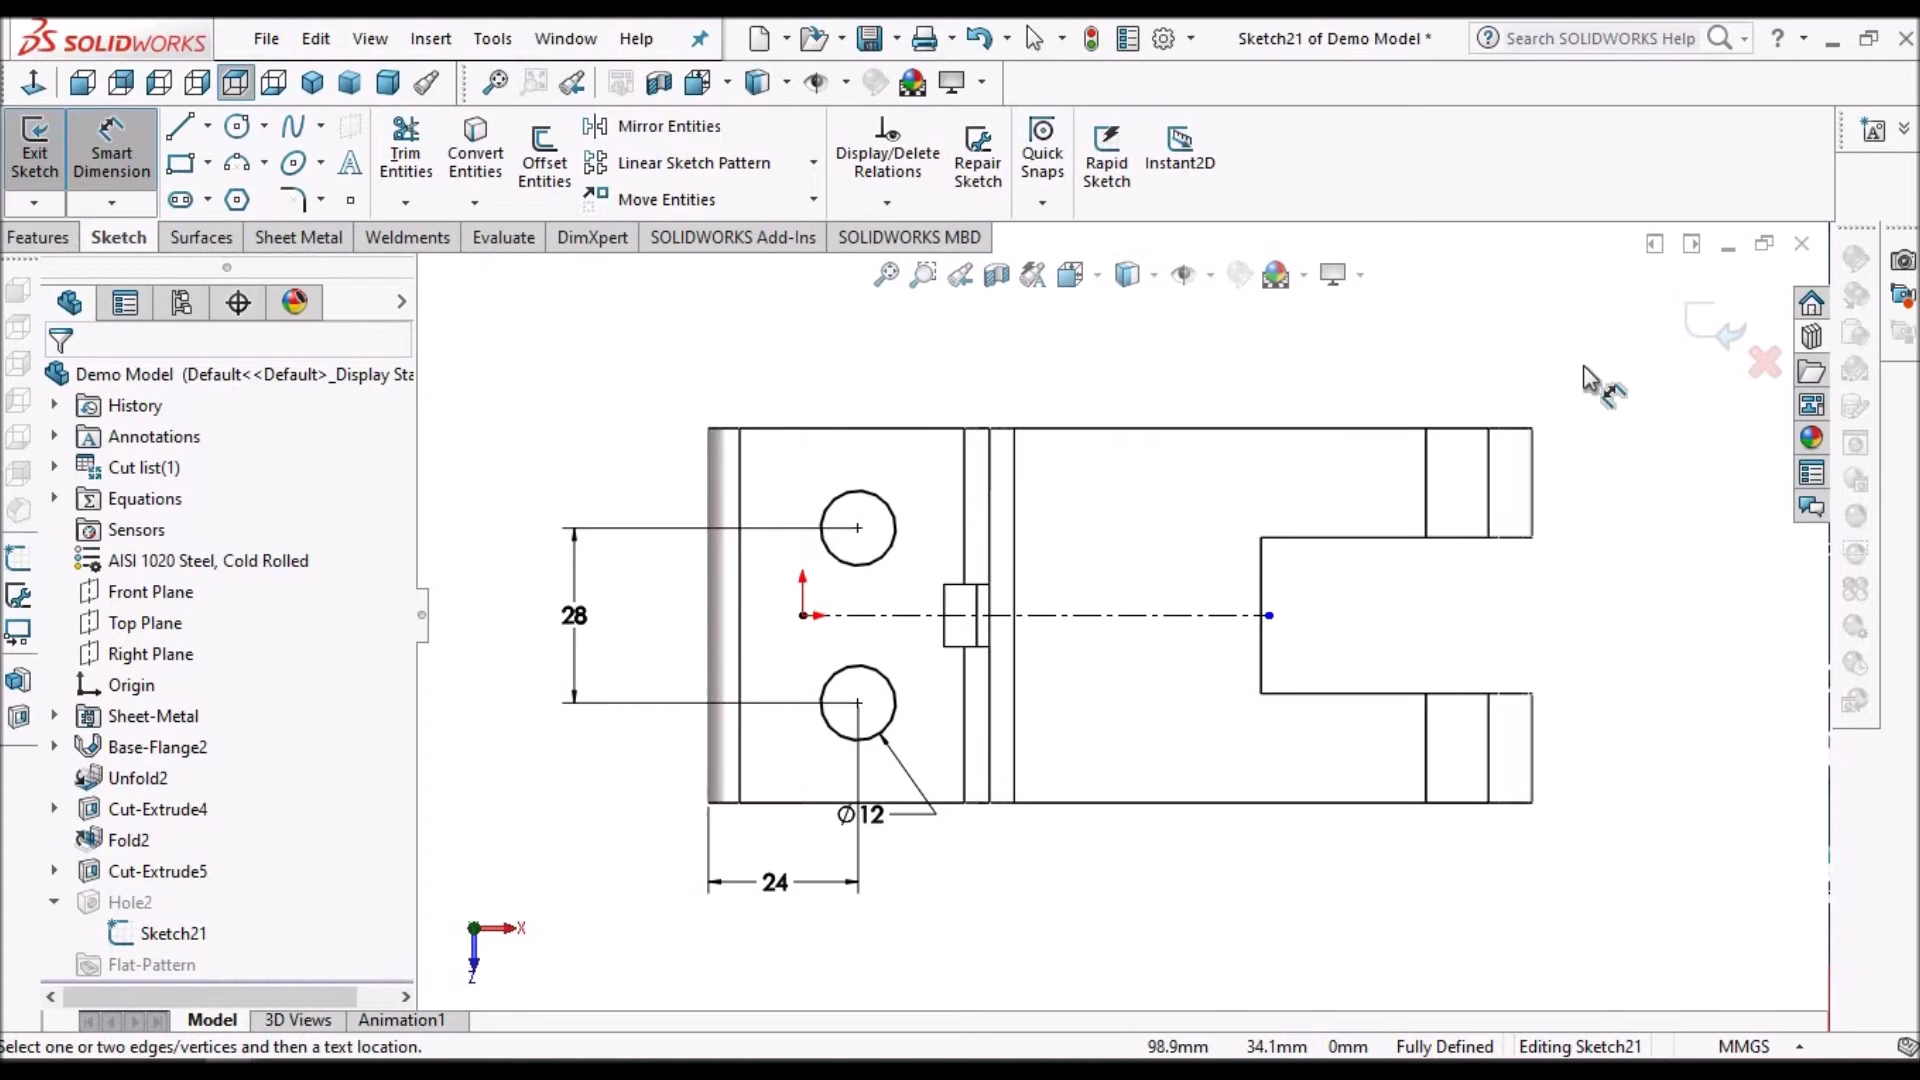 SOLIDWORKS File Edit View Insert Tools Window Help Sketch21 of Demo Model * Search SOLIDWORKS Help
Exit Sketch
Smart Dimension
Trim Entities
Convert Entities
Offset Entities
Mirror Entities
Linear Sketch Pattern
Move Entities
Display/Delete Relations
Repair Sketch
Quick Snaps
Rapid Sketch
Instant2D
Features Sketch Surfaces Sheet Metal Weldments Evaluate DimXpert SOLIDWORKS Add-Ins SOLIDWORKS MBD
Demo Model (Default<<Default>_Display Sta
History
Annotations
Cut list(1)
Equations
Sensors
AISI 1020 Steel, Cold Rolled
Front Plane
Top Plane
Right Plane
Origin
Sheet-Metal
Base-Flange2
Unfold2
Cut-Extrude4
Fold2
Cut-Extrude5
Hole2
Sketch21
Flat-Pattern
28
∅12
24
X
Z
Model 3D Views Animation1
Select one or two edges/vertices and then a text location. 98.9mm 34.1mm 0mm Fully Defined Editing Sketch21 MMGS